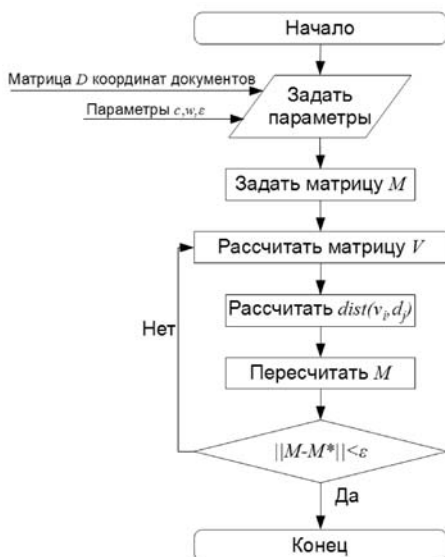 Начало
Матрица D координат документов
Параметры c,w,ε
Задать
параметры
Задать матрицу M
Рассчитать матрицу V
Рассчитать dist(vᵢ,dⱼ)
Нет
Пересчитать M
||M-M*||<ε
Да
Конец